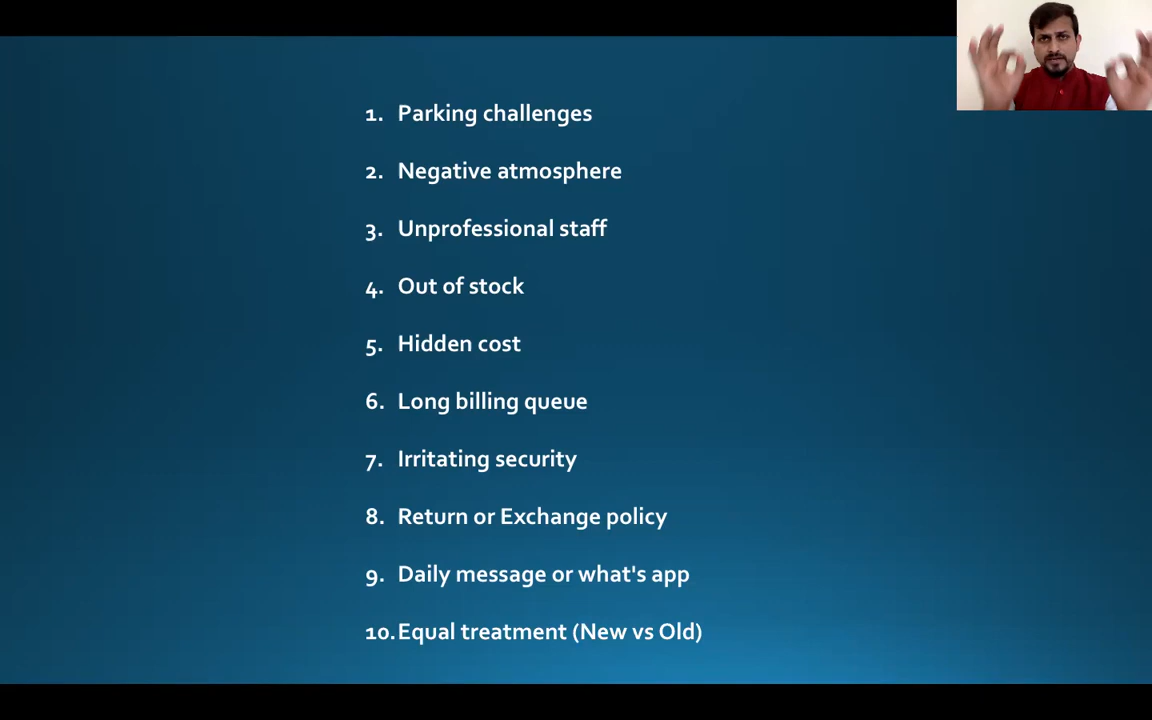 1. Parking challenges
2. Negative atmosphere
3. Unprofessional staff
4. Out of stock
5. Hidden cost
6. Long billing queue
7. Irritating security
8. Return or Exchange policy
9. Daily message or what's app
10. Equal treatment (New vs Old)